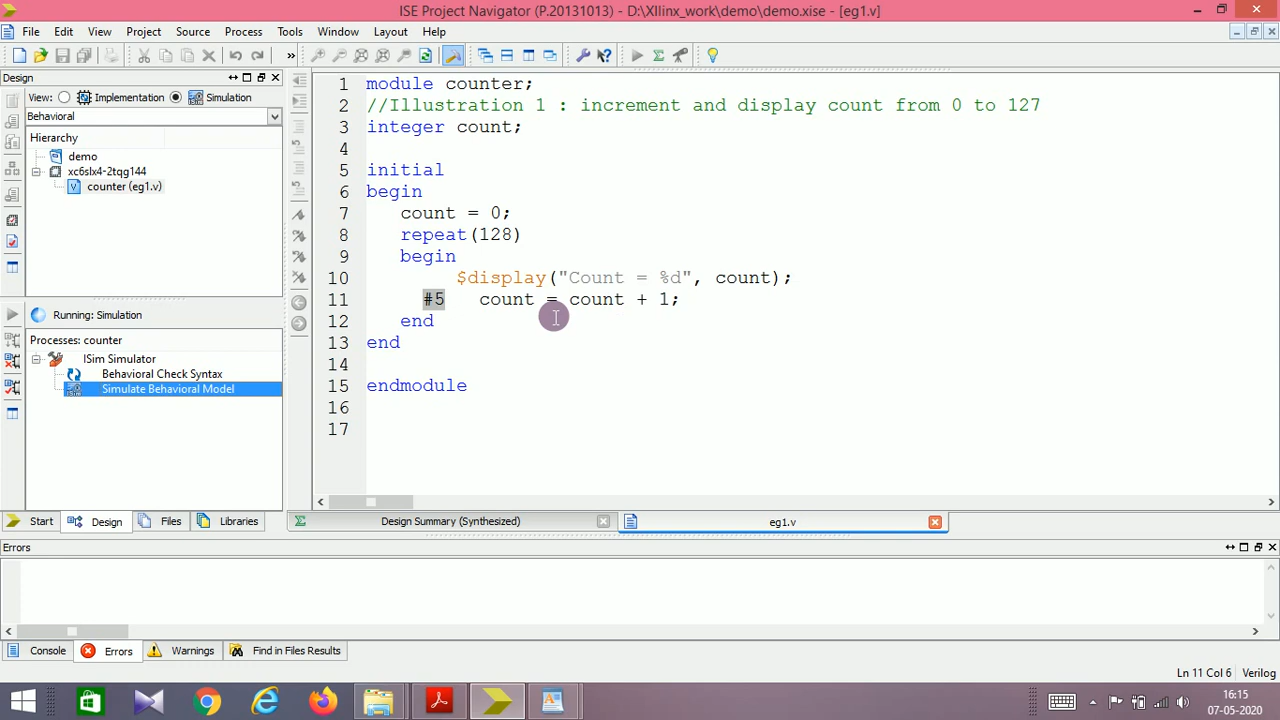 ISE Project Navigator (P.20131013) - D:\XIlinx_work\demo\demo.xise - [eg1.v]
File Edit View Project Source Process Tools Window Layout Help
Design
View: Implementation Simulation
Behavioral
Hierarchy
demo
xc6slx4-2tqg144
counter (eg1.v)
Running: Simulation
Processes: counter
ISim Simulator
Behavioral Check Syntax
Simulate Behavioral Model
Start Design Files Libraries
1 module counter;
2 //Illustration 1 : increment and display count from 0 to 127
3 integer count;
4
5 initial
6 begin
7 count = 0;
8 repeat(128)
9 begin
10 $display("Count = %d", count);
11 #5 count = count + 1;
12 end
13 end
14
15 endmodule
16
17
Design Summary (Synthesized) eg1.v
Errors
Console Errors Warnings Find in Files Results
Ln 11 Col 6 Verilog
16:15
07-05-2020